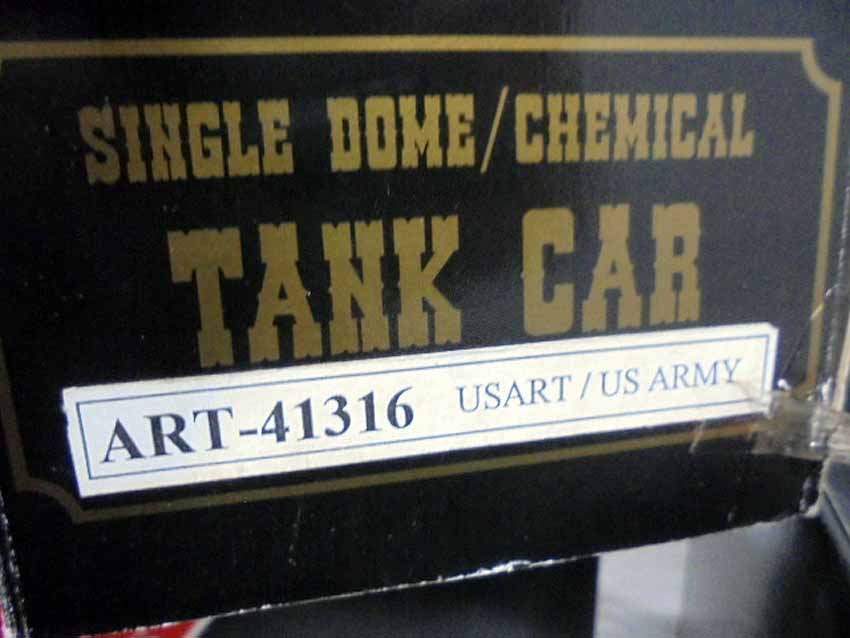 SINGLE DOME/CHEMICAL
TANK CAR
ART-41316 USART / US ARMY